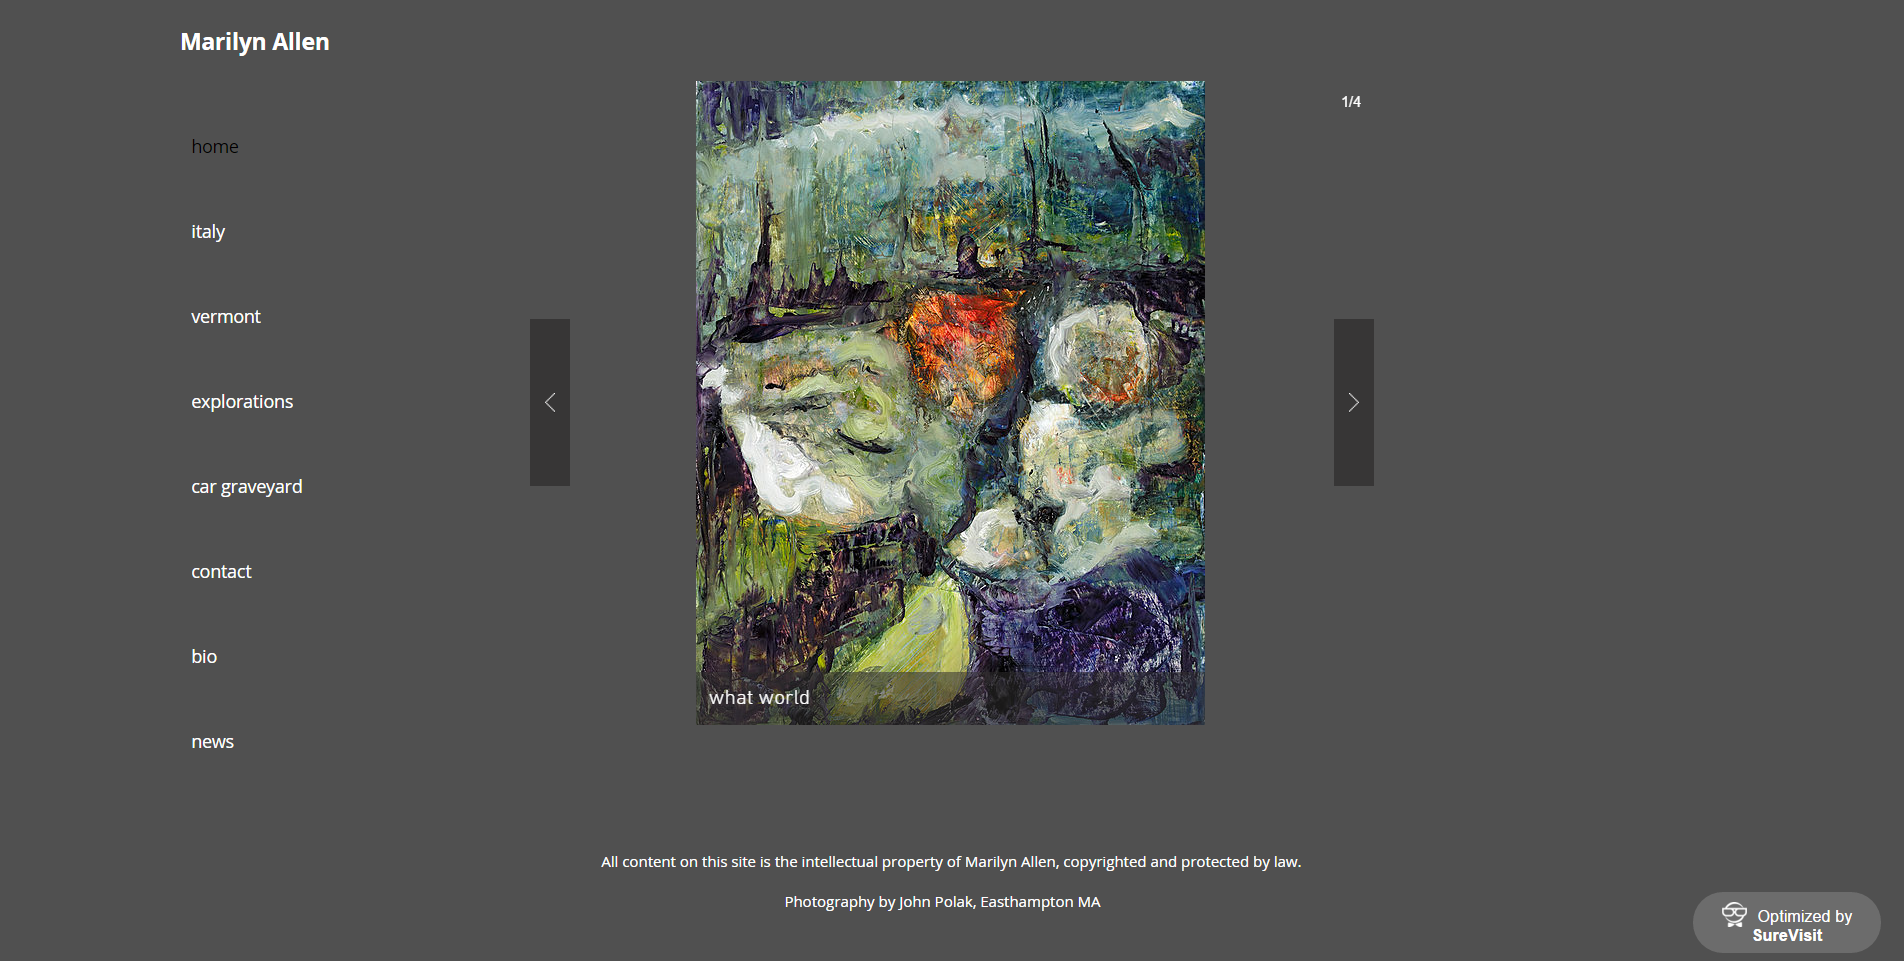 Marilyn Allen
1/4
home
italy
vermont
explorations
car graveyard
contact
bio
news
what world
All content on this site is the intellectual property of Marilyn Allen, copyrighted and protected by law.
Photography by John Polak, Easthampton MA
Optimized by
SureVisit